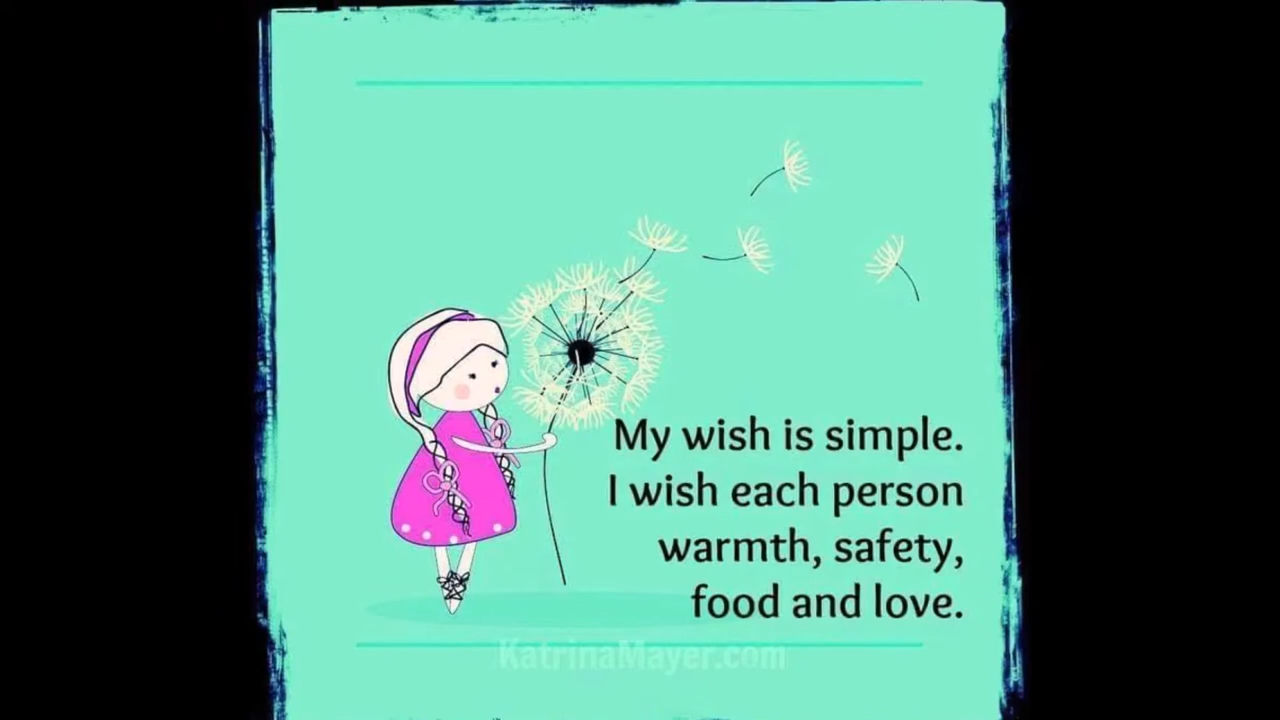 My wish is simple.
I wish each person
warmth, safety,
food and love.
KatrinaMayer.com